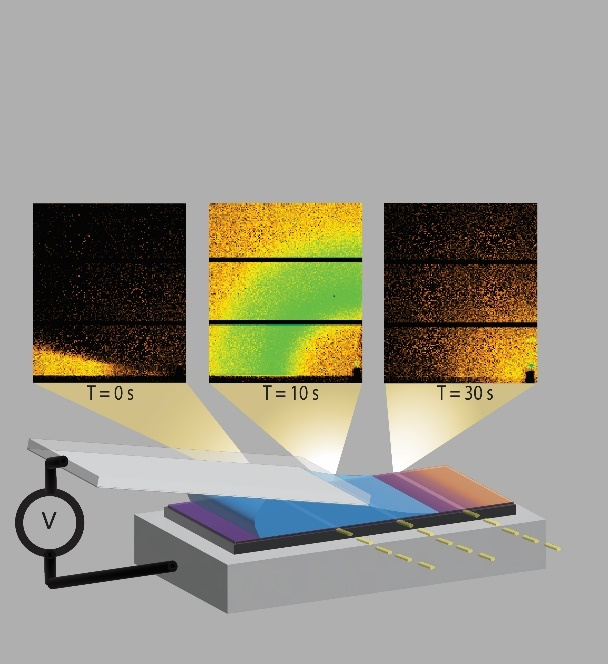 T = 0 s
T = 10 s
T = 30 s
V